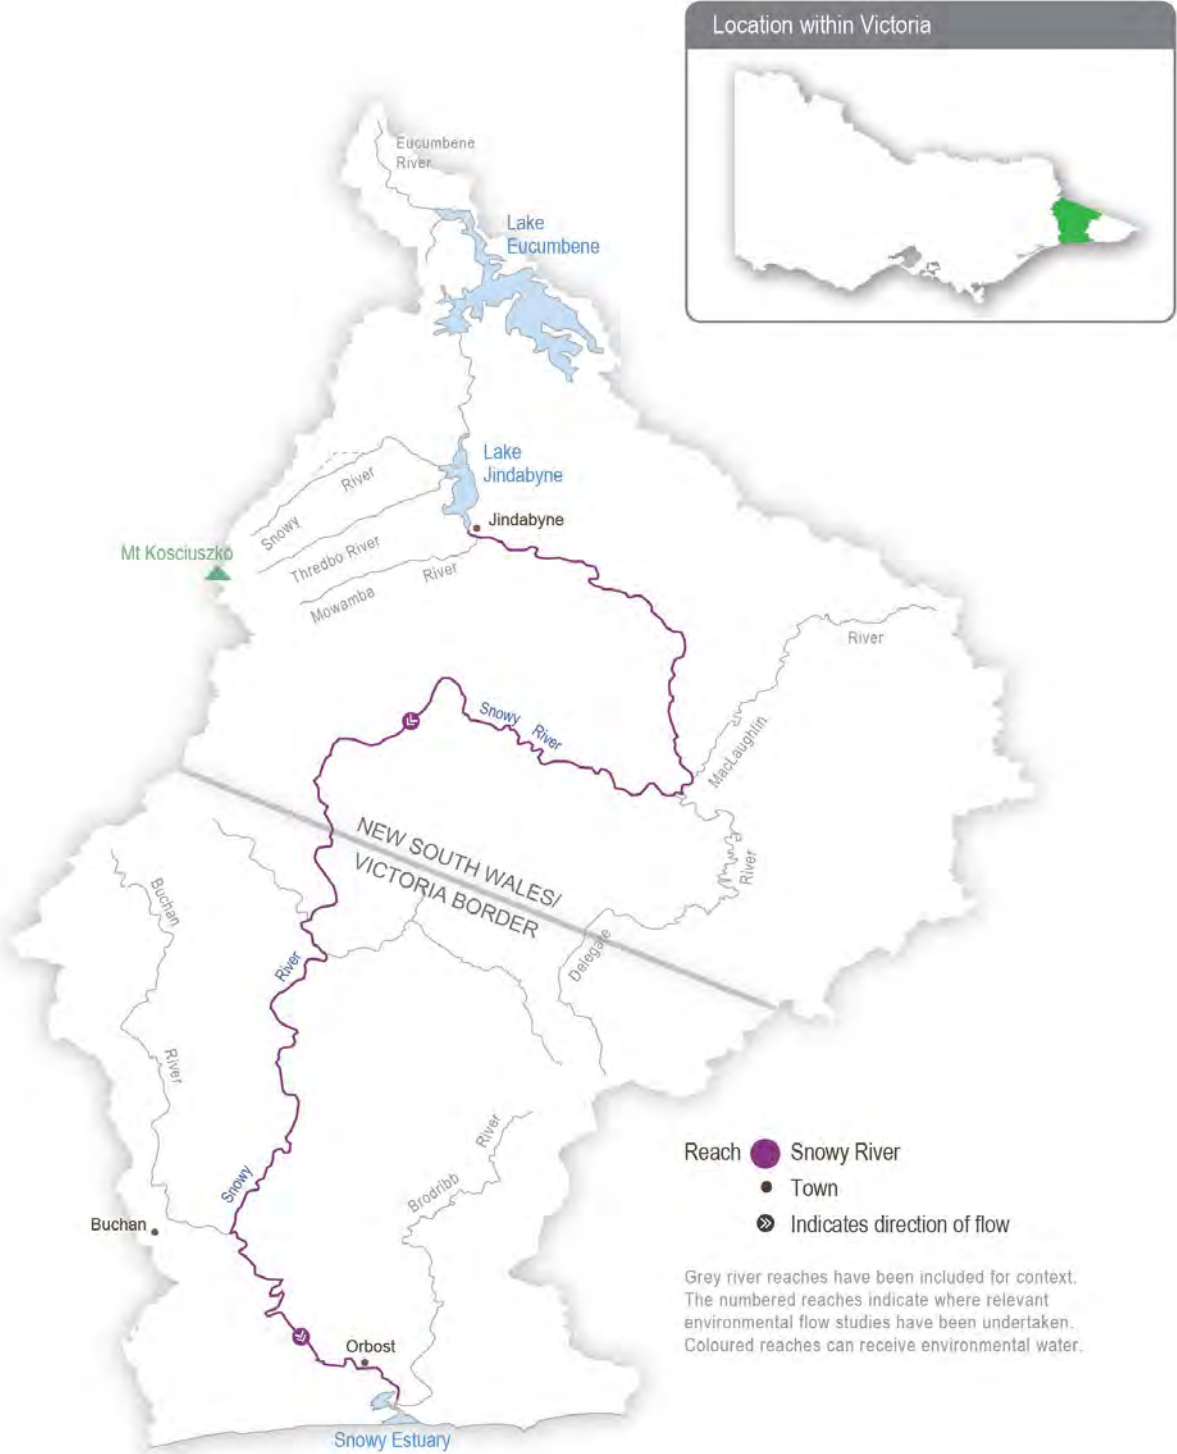 Location within Victoria
Eucumbene
River
Lake
Eucumbene
Lake
Jindabyne
Jindabyne
Snowy River
Thredbo River
Mowamba River
Mt Kosciuszko
River
MacLaughlin
Snowy River
NEW SOUTH WALES/
VICTORIA BORDER
River
Delegate
Buchan
River
River
Snowy
River
Brodribb
Buchan
Orbost
Snowy Estuary
Reach Snowy River
Town
Indicates direction of flow
Grey river reaches have been included for context.
The numbered reaches indicate where relevant
environmental flow studies have been undertaken.
Coloured reaches can receive environmental water.